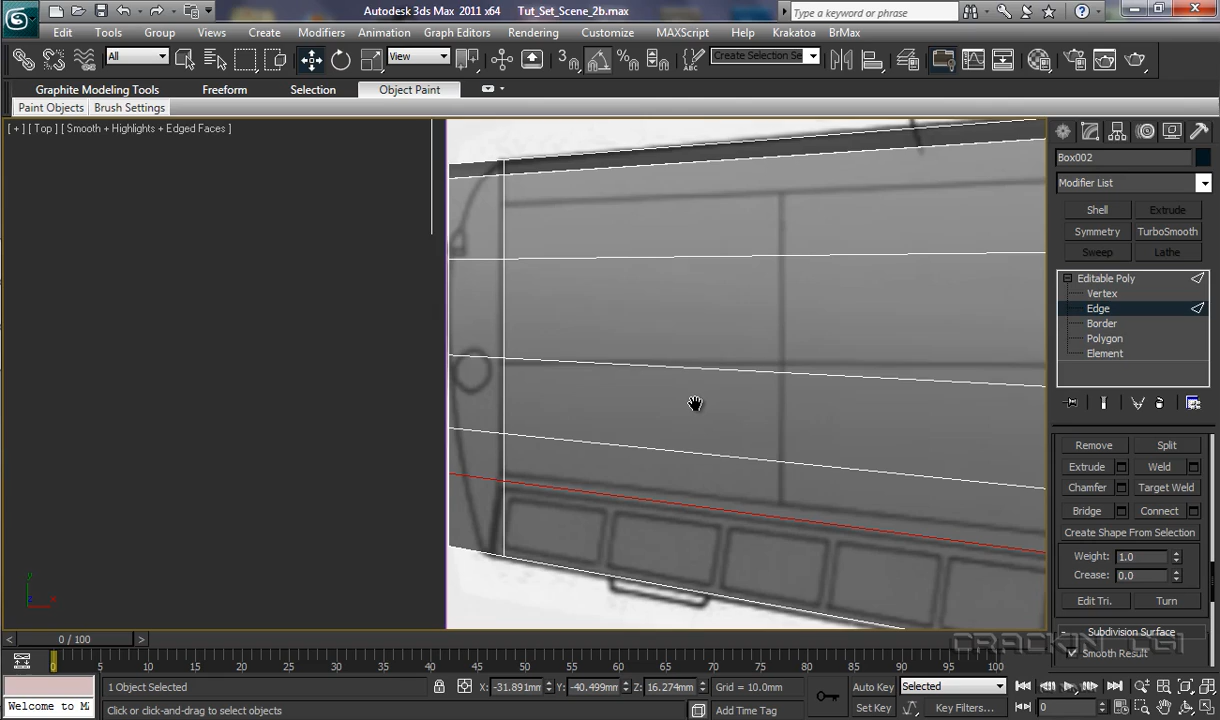 Autodesk 3ds Max 2011 x64 Tut_Set_Scene_2b.max
Type a keyword or phrase
Edit Tools Group Views Create Modifiers Animation Graph Editors Rendering Customize MAXScript Help Krakatoa BrMax
All View 3 Create Selection Se
Graphite Modeling Tools Freeform Selection Object Paint
Paint Objects Brush Settings
[ + ] [ Top ] [ Smooth + Highlights + Edged Faces ]
Box002
Modifier List
Shell Extrude
Symmetry TurboSmooth
Sweep Lathe
Editable Poly
Vertex
Edge
Border
Polygon
Element
Remove Split
Extrude Weld
Chamfer Target Weld
Bridge Connect
Create Shape From Selection
Weight: 1.0
Crease: 0.0
Edit Tri. Turn
Subdivision Surface
Smooth Result
CRACKIN CGI
y
z x
< 0 / 100 >
0 5 10 15 20 25 30 35 40 45 50 55 60 65 70 75 80 85 90 95 100
1 Object Selected X: -31.891mm Y: -40.499mm Z: 16.274mm Grid = 10.0mm Auto Key Selected
Welcome to MA Click or click-and-drag to select objects Add Time Tag Set Key Key Filters... 0